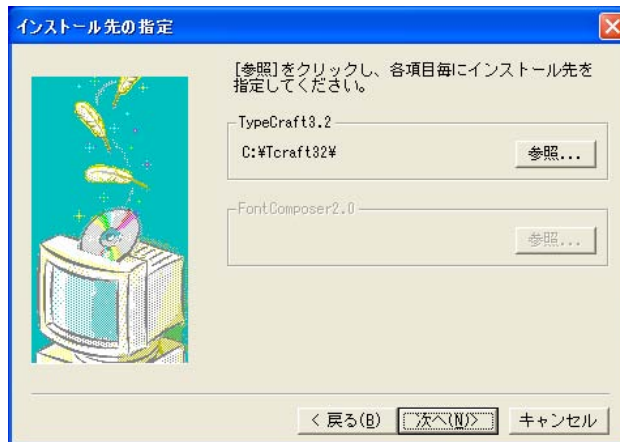 インストール先の指定
[参照]をクリックし、各項目毎にインストール先を
指定してください。
TypeCraft3.2
C:¥Tcraft32¥
参照...
FontComposer2.0
参照...
< 戻る(B)
次へ(N)>
キャンセル